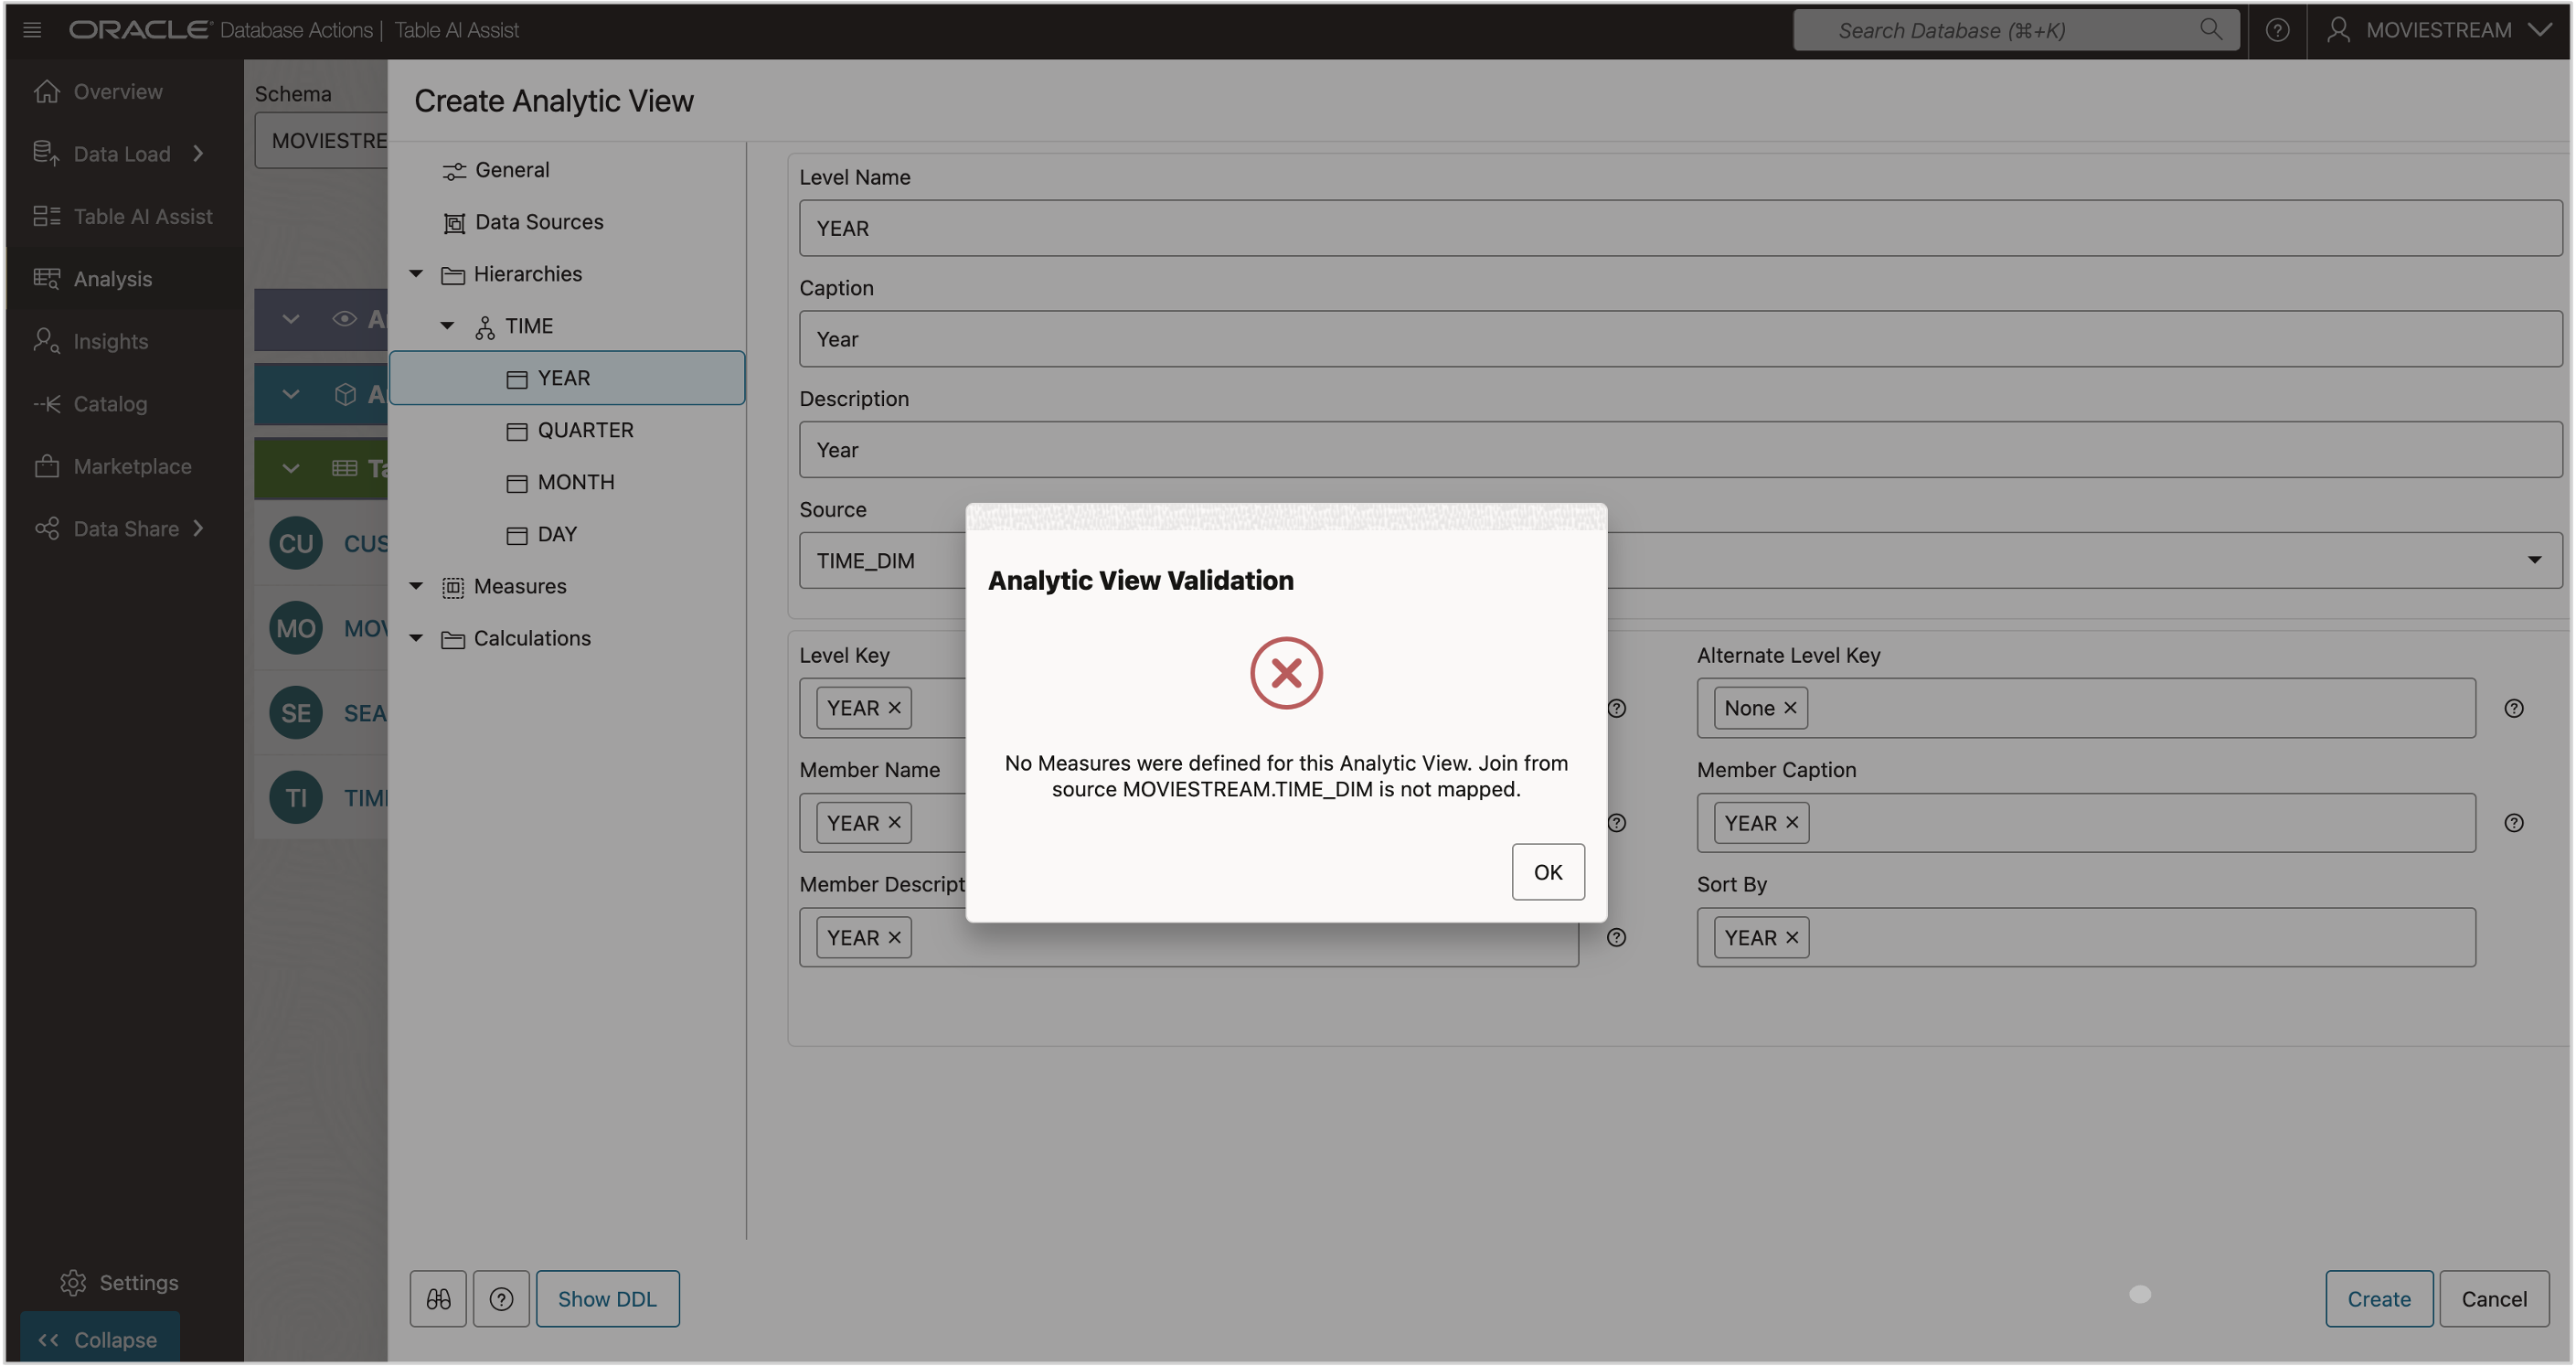 ORACLE Database Actions | Table AI Assist
Search Database (⌘+K)
MOVIESTREAM
Overview
Data Load
Table AI Assist
Analysis
Insights
Catalog
Marketplace
Data Share
Settings
Collapse
Schema
MOVIESTRE
A
A
Ta
CU CUS
MO MOV
SE SEA
TI TIM
Create Analytic View
General
Data Sources
Hierarchies
TIME
YEAR
QUARTER
MONTH
DAY
Measures
Calculations
Level Name
YEAR
Caption
Year
Description
Year
Source
TIME_DIM
Level Key
YEAR
Alternate Level Key
None
Member Name
YEAR
Member Caption
YEAR
Member Descript
YEAR
Sort By
YEAR
Analytic View Validation
No Measures were defined for this Analytic View. Join from
source MOVIESTREAM.TIME_DIM is not mapped.
OK
Show DDL
Create
Cancel